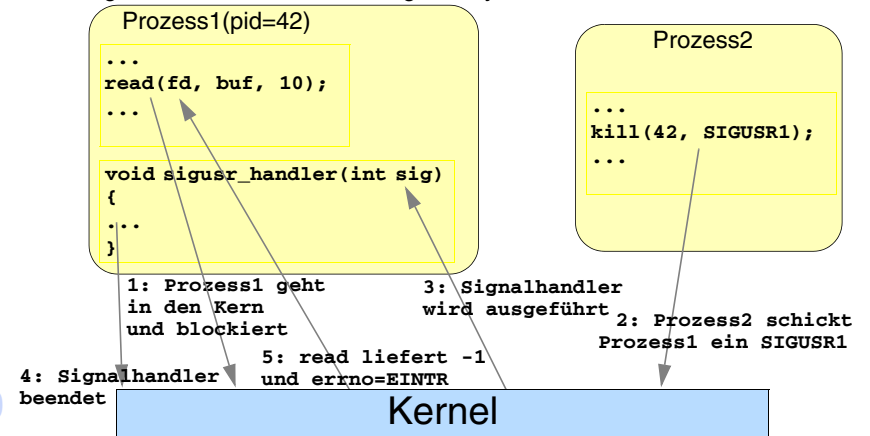 Prozess1(pid=42)
...
read(fd, buf, 10);
...
void sigusr_handler(int sig)
{
...
}
Prozess2
...
kill(42, SIGUSR1);
...
1: Prozess1 geht
in den Kern
und blockiert
3: Signalhandler
wird ausgeführt
2: Prozess2 schickt
Prozess1 ein SIGUSR1
5: read liefert -1
und errno=EINTR
4: Signalhandler
beendet
Kernel